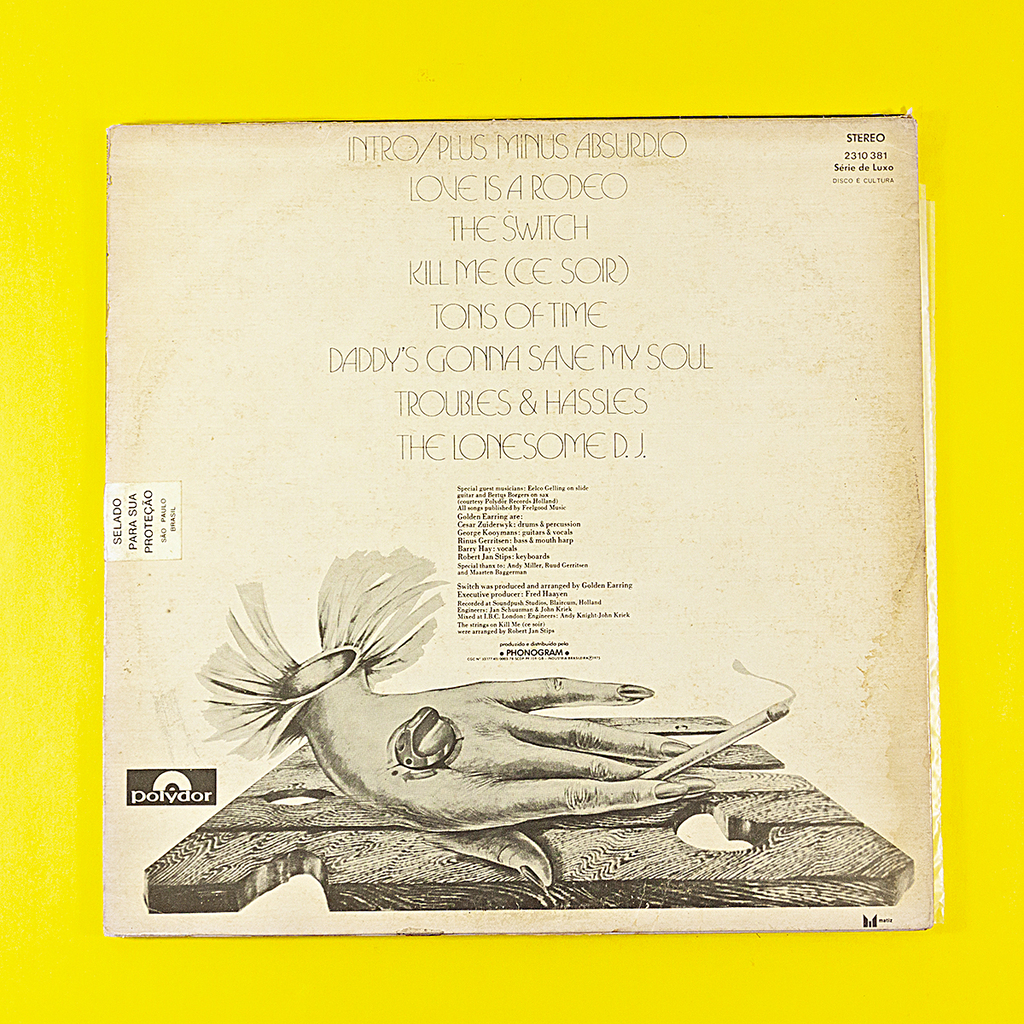 INTRO/PLUS MINUS ABSURDIO
LOVE IS A RODEO
THE SWITCH
KILL ME (CE SOIR)
TONS OF TIME
DADDY'S GONNA SAVE MY SOUL
TROUBLES & HASSLES
THE LONESOME D.J.
STEREO
2310 381
Série de Luxo
DISCO É CULTURA
SELADO
PARA SUA
PROTEÇÃO
SÃO PAULO
BRASIL
Special guest musicians: Eelco Gelling on slide
guitar and Bertus Borgers on sax
(courtesy Polydor Records Holland)
All songs published by Feelgood Music
Golden Earring are:
Cesar Zuiderwyk: drums & percussion
George Kooymans: guitars & vocals
Rinus Gerritsen: bass & mouth harp
Barry Hay: vocals
Robert Jan Stips: keyboards
Special thanx to: Andy Miller, Ruud Gerritsen
and Maarten Baggerman
Switch was produced and arranged by Golden Earring
Executive producer: Fred Haayen
Recorded at Soundpush Studios, Blaircum, Holland
Engineers: Jan Schuurman & John Kriek
Mixed at I.B.C. London: Engineers: Andy Knight-John Kriek
The strings on Kill Me (ce soir)
were arranged by Robert Jan Stips
produzido e distribuído pela
• PHONOGRAM •
polydor
matiz